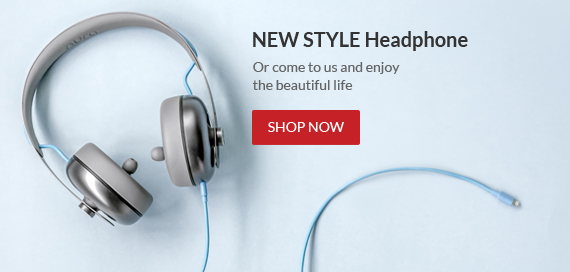 NEW STYLE Headphone
Or come to us and enjoy
the beautiful life
SHOP NOW